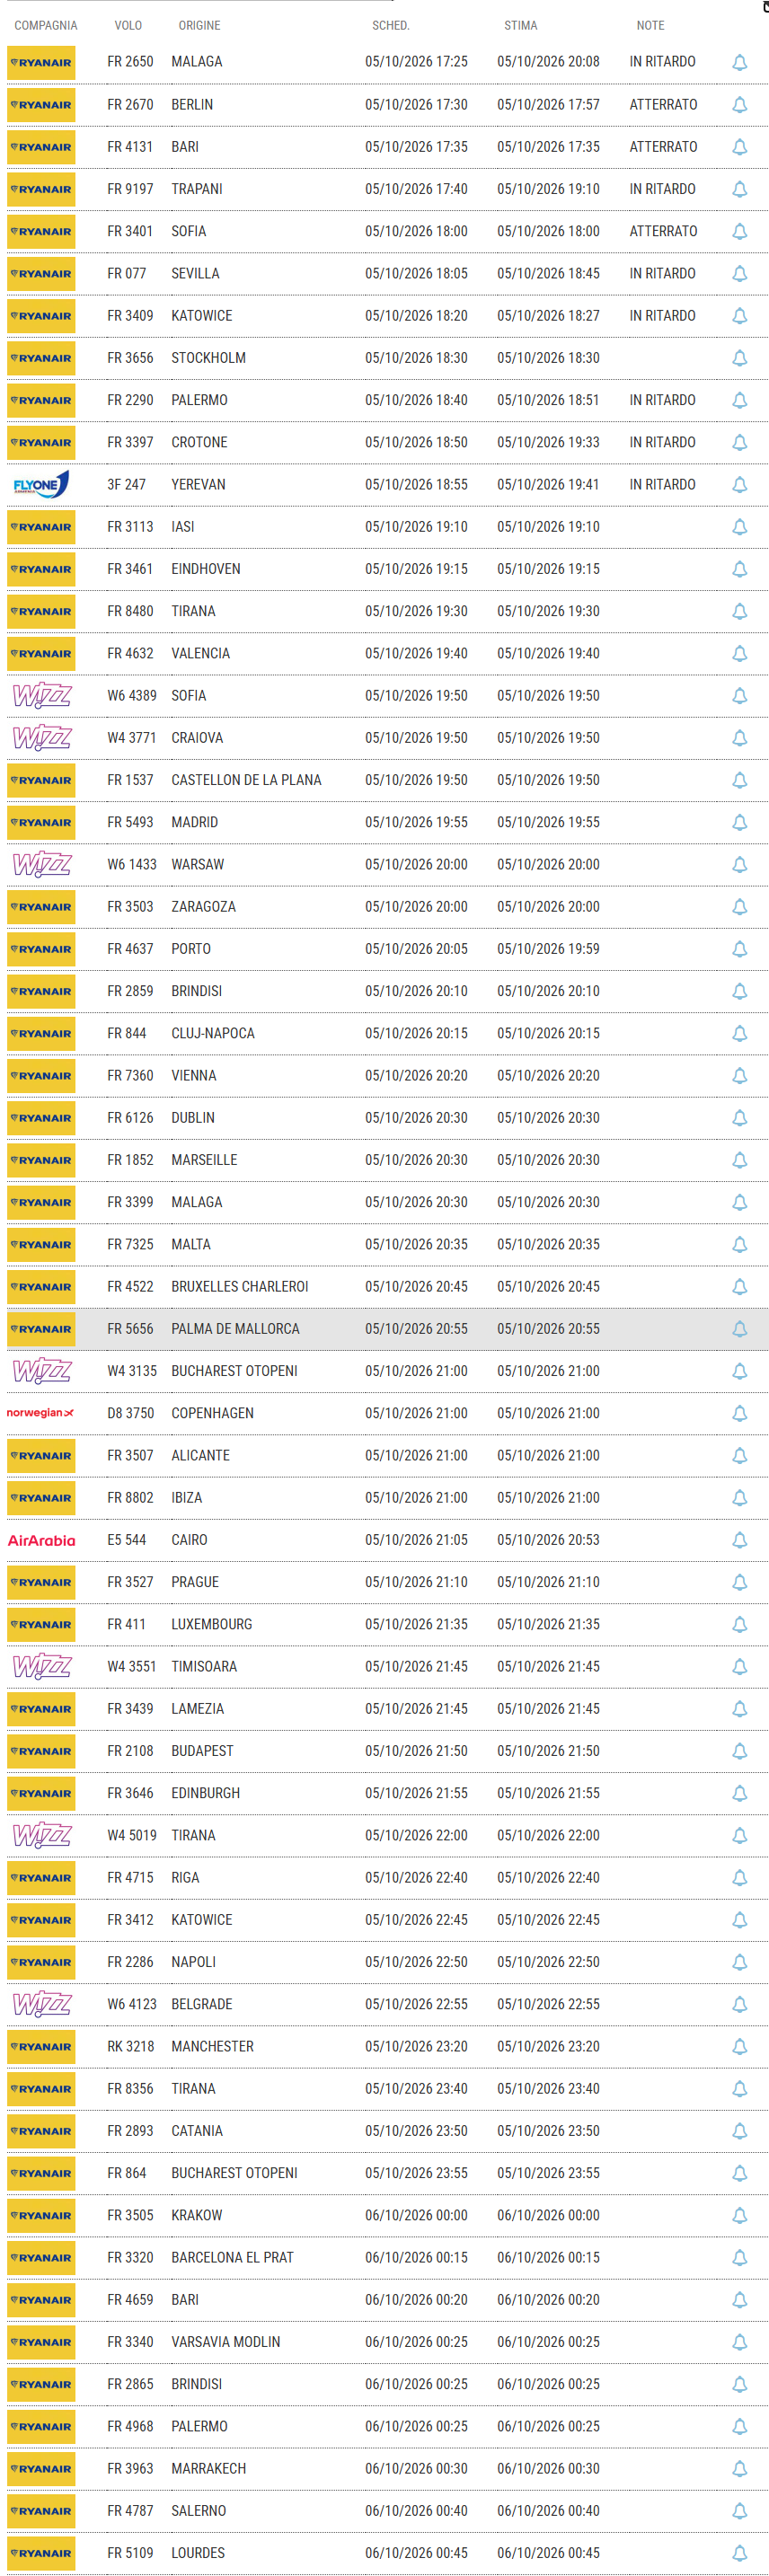 COMPAGNIA VOLO ORIGINE SCHED. STIMA NOTE
RYANAIR FR 2650 MALAGA 05/10/2026 17:25 05/10/2026 20:08 IN RITARDO
RYANAIR FR 2670 BERLIN 05/10/2026 17:30 05/10/2026 17:57 ATTERRATO
RYANAIR FR 4131 BARI 05/10/2026 17:35 05/10/2026 17:35 ATTERRATO
RYANAIR FR 9197 TRAPANI 05/10/2026 17:40 05/10/2026 19:10 IN RITARDO
RYANAIR FR 3401 SOFIA 05/10/2026 18:00 05/10/2026 18:00 ATTERRATO
RYANAIR FR 077 SEVILLA 05/10/2026 18:05 05/10/2026 18:45 IN RITARDO
RYANAIR FR 3409 KATOWICE 05/10/2026 18:20 05/10/2026 18:27 IN RITARDO
RYANAIR FR 3656 STOCKHOLM 05/10/2026 18:30 05/10/2026 18:30
RYANAIR FR 2290 PALERMO 05/10/2026 18:40 05/10/2026 18:51 IN RITARDO
RYANAIR FR 3397 CROTONE 05/10/2026 18:50 05/10/2026 19:33 IN RITARDO
FLYONE 3F 247 YEREVAN 05/10/2026 18:55 05/10/2026 19:41 IN RITARDO
RYANAIR FR 3113 IASI 05/10/2026 19:10 05/10/2026 19:10
RYANAIR FR 3461 EINDHOVEN 05/10/2026 19:15 05/10/2026 19:15
RYANAIR FR 8480 TIRANA 05/10/2026 19:30 05/10/2026 19:30
RYANAIR FR 4632 VALENCIA 05/10/2026 19:40 05/10/2026 19:40
WIZZ W6 4389 SOFIA 05/10/2026 19:50 05/10/2026 19:50
WIZZ W4 3771 CRAIOVA 05/10/2026 19:50 05/10/2026 19:50
RYANAIR FR 1537 CASTELLON DE LA PLANA 05/10/2026 19:50 05/10/2026 19:50
RYANAIR FR 5493 MADRID 05/10/2026 19:55 05/10/2026 19:55
WIZZ W6 1433 WARSAW 05/10/2026 20:00 05/10/2026 20:00
RYANAIR FR 3503 ZARAGOZA 05/10/2026 20:00 05/10/2026 20:00
RYANAIR FR 4637 PORTO 05/10/2026 20:05 05/10/2026 19:59
RYANAIR FR 2859 BRINDISI 05/10/2026 20:10 05/10/2026 20:10
RYANAIR FR 844 CLUJ-NAPOCA 05/10/2026 20:15 05/10/2026 20:15
RYANAIR FR 7360 VIENNA 05/10/2026 20:20 05/10/2026 20:20
RYANAIR FR 6126 DUBLIN 05/10/2026 20:30 05/10/2026 20:30
RYANAIR FR 1852 MARSEILLE 05/10/2026 20:30 05/10/2026 20:30
RYANAIR FR 3399 MALAGA 05/10/2026 20:30 05/10/2026 20:30
RYANAIR FR 7325 MALTA 05/10/2026 20:35 05/10/2026 20:35
RYANAIR FR 4522 BRUXELLES CHARLEROI 05/10/2026 20:45 05/10/2026 20:45
RYANAIR FR 5656 PALMA DE MALLORCA 05/10/2026 20:55 05/10/2026 20:55
WIZZ W4 3135 BUCHAREST OTOPENI 05/10/2026 21:00 05/10/2026 21:00
norwegian D8 3750 COPENHAGEN 05/10/2026 21:00 05/10/2026 21:00
RYANAIR FR 3507 ALICANTE 05/10/2026 21:00 05/10/2026 21:00
RYANAIR FR 8802 IBIZA 05/10/2026 21:00 05/10/2026 21:00
AirArabia E5 544 CAIRO 05/10/2026 21:05 05/10/2026 20:53
RYANAIR FR 3527 PRAGUE 05/10/2026 21:10 05/10/2026 21:10
RYANAIR FR 411 LUXEMBOURG 05/10/2026 21:35 05/10/2026 21:35
WIZZ W4 3551 TIMISOARA 05/10/2026 21:45 05/10/2026 21:45
RYANAIR FR 3439 LAMEZIA 05/10/2026 21:45 05/10/2026 21:45
RYANAIR FR 2108 BUDAPEST 05/10/2026 21:50 05/10/2026 21:50
RYANAIR FR 3646 EDINBURGH 05/10/2026 21:55 05/10/2026 21:55
WIZZ W4 5019 TIRANA 05/10/2026 22:00 05/10/2026 22:00
RYANAIR FR 4715 RIGA 05/10/2026 22:40 05/10/2026 22:40
RYANAIR FR 3412 KATOWICE 05/10/2026 22:45 05/10/2026 22:45
RYANAIR FR 2286 NAPOLI 05/10/2026 22:50 05/10/2026 22:50
WIZZ W6 4123 BELGRADE 05/10/2026 22:55 05/10/2026 22:55
RYANAIR RK 3218 MANCHESTER 05/10/2026 23:20 05/10/2026 23:20
RYANAIR FR 8356 TIRANA 05/10/2026 23:40 05/10/2026 23:40
RYANAIR FR 2893 CATANIA 05/10/2026 23:50 05/10/2026 23:50
RYANAIR FR 864 BUCHAREST OTOPENI 05/10/2026 23:55 05/10/2026 23:55
RYANAIR FR 3505 KRAKOW 06/10/2026 00:00 06/10/2026 00:00
RYANAIR FR 3320 BARCELONA EL PRAT 06/10/2026 00:15 06/10/2026 00:15
RYANAIR FR 4659 BARI 06/10/2026 00:20 06/10/2026 00:20
RYANAIR FR 3340 VARSAVIA MODLIN 06/10/2026 00:25 06/10/2026 00:25
RYANAIR FR 2865 BRINDISI 06/10/2026 00:25 06/10/2026 00:25
RYANAIR FR 4968 PALERMO 06/10/2026 00:25 06/10/2026 00:25
RYANAIR FR 3963 MARRAKECH 06/10/2026 00:30 06/10/2026 00:30
RYANAIR FR 4787 SALERNO 06/10/2026 00:40 06/10/2026 00:40
RYANAIR FR 5109 LOURDES 06/10/2026 00:45 06/10/2026 00:45